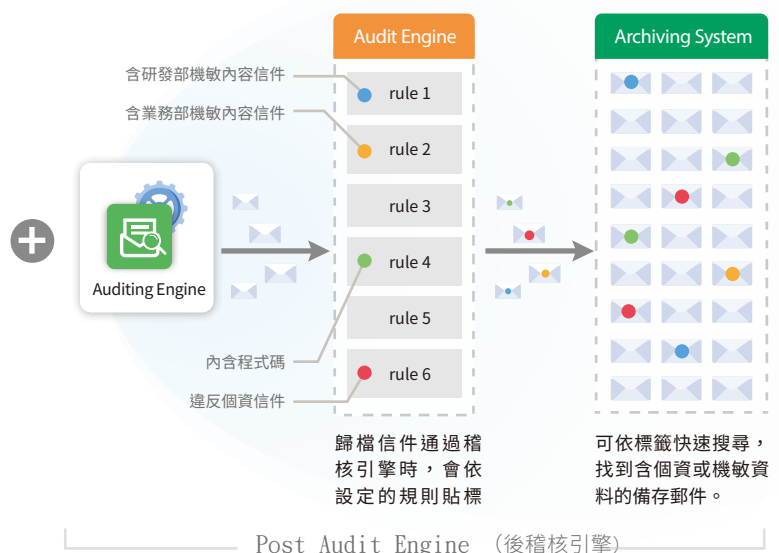 Audit Engine
Archiving System
含研發部機敏內容信件
rule 1
含業務部機敏內容信件
rule 2
rule 3
Auditing Engine
rule 4
rule 5
內含程式碼
rule 6
違反個資信件
歸檔信件通過稽
核引擎時，會依
設定的規則貼標
可依標籤快速搜尋，
找到含個資或機敏資
料的備存郵件。
Post Audit Engine （後稽核引擎）